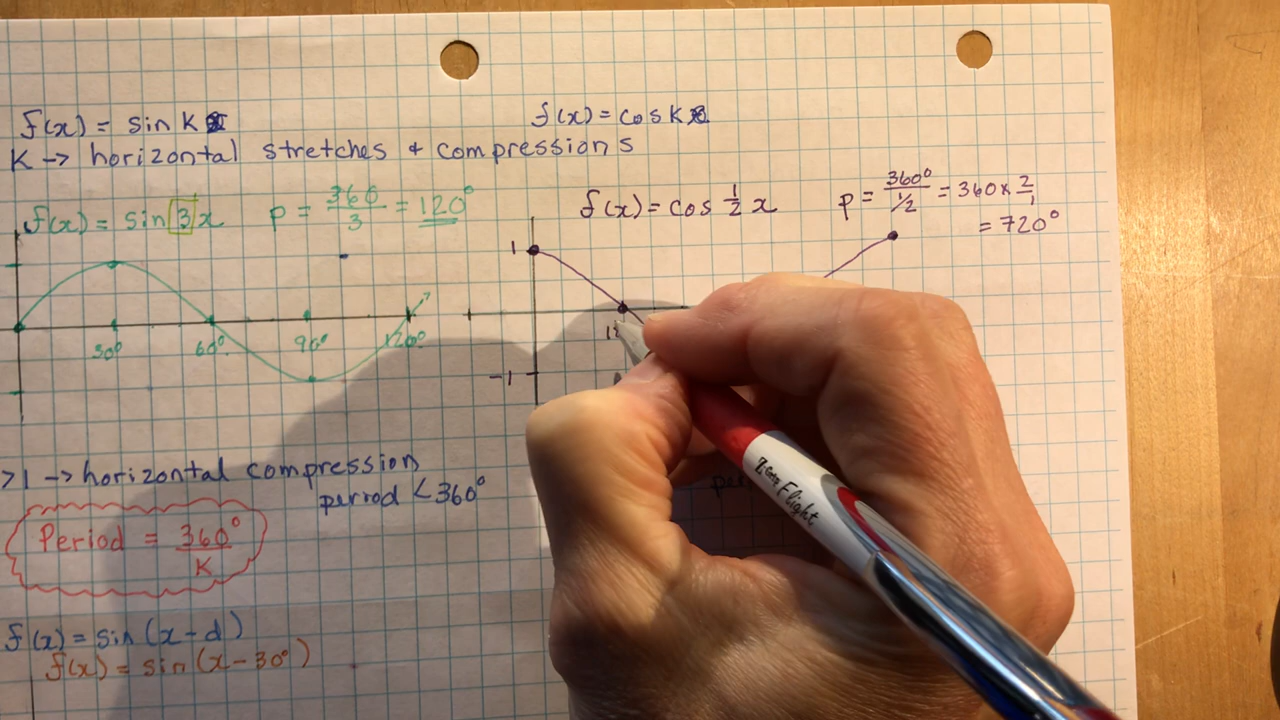 f(x) = sin Kx
f(x) = cos Kx
K -> horizontal stretches & compressions
f(x) = sin 3x
p = 360/3 = 120°
f(x) = cos 1/2 x
p = 360°/1/2 = 360 x 2/1
= 720°
1
-1
30°
60°
90°
120°
>1 -> horizontal compression
period < 360°
Period = 360°/K
f(x) = sin(x-d)
f(x) = sin(x-30°)
Zeep Flight